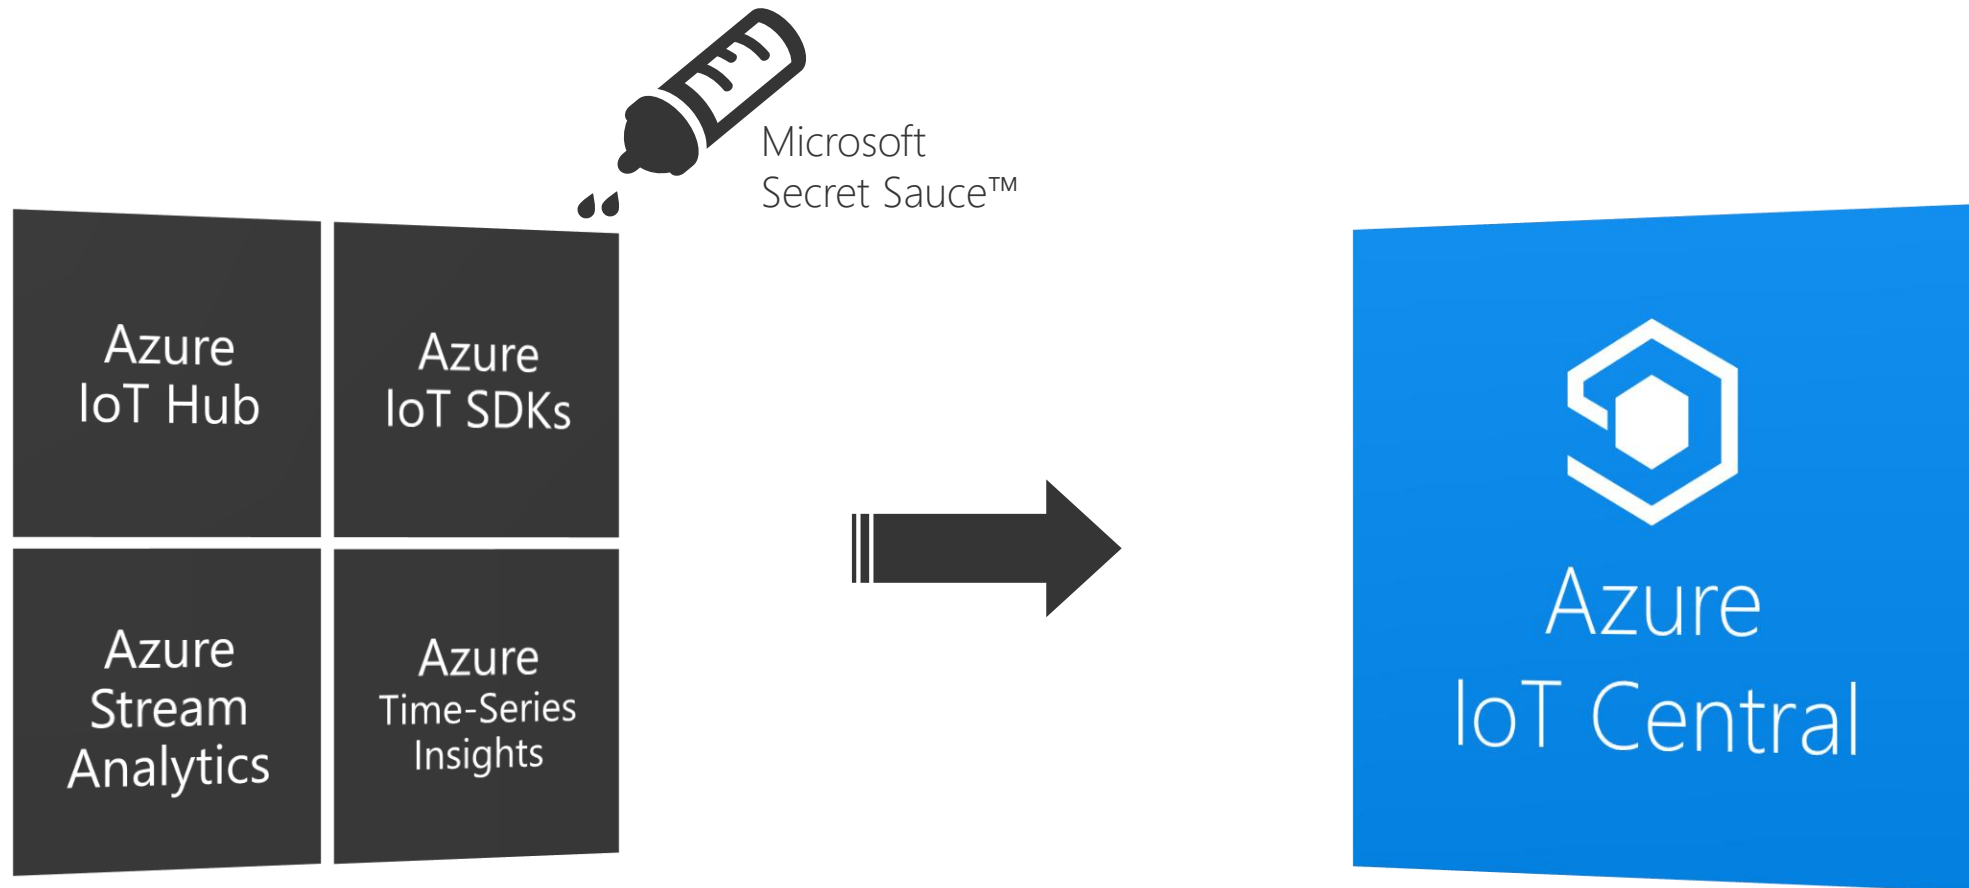 Microsoft
Secret Sauce™
Azure
IoT Hub
Azure
IoT SDKs
Azure
Stream
Analytics
Azure
Time-Series
Insights
Azure
IoT Central